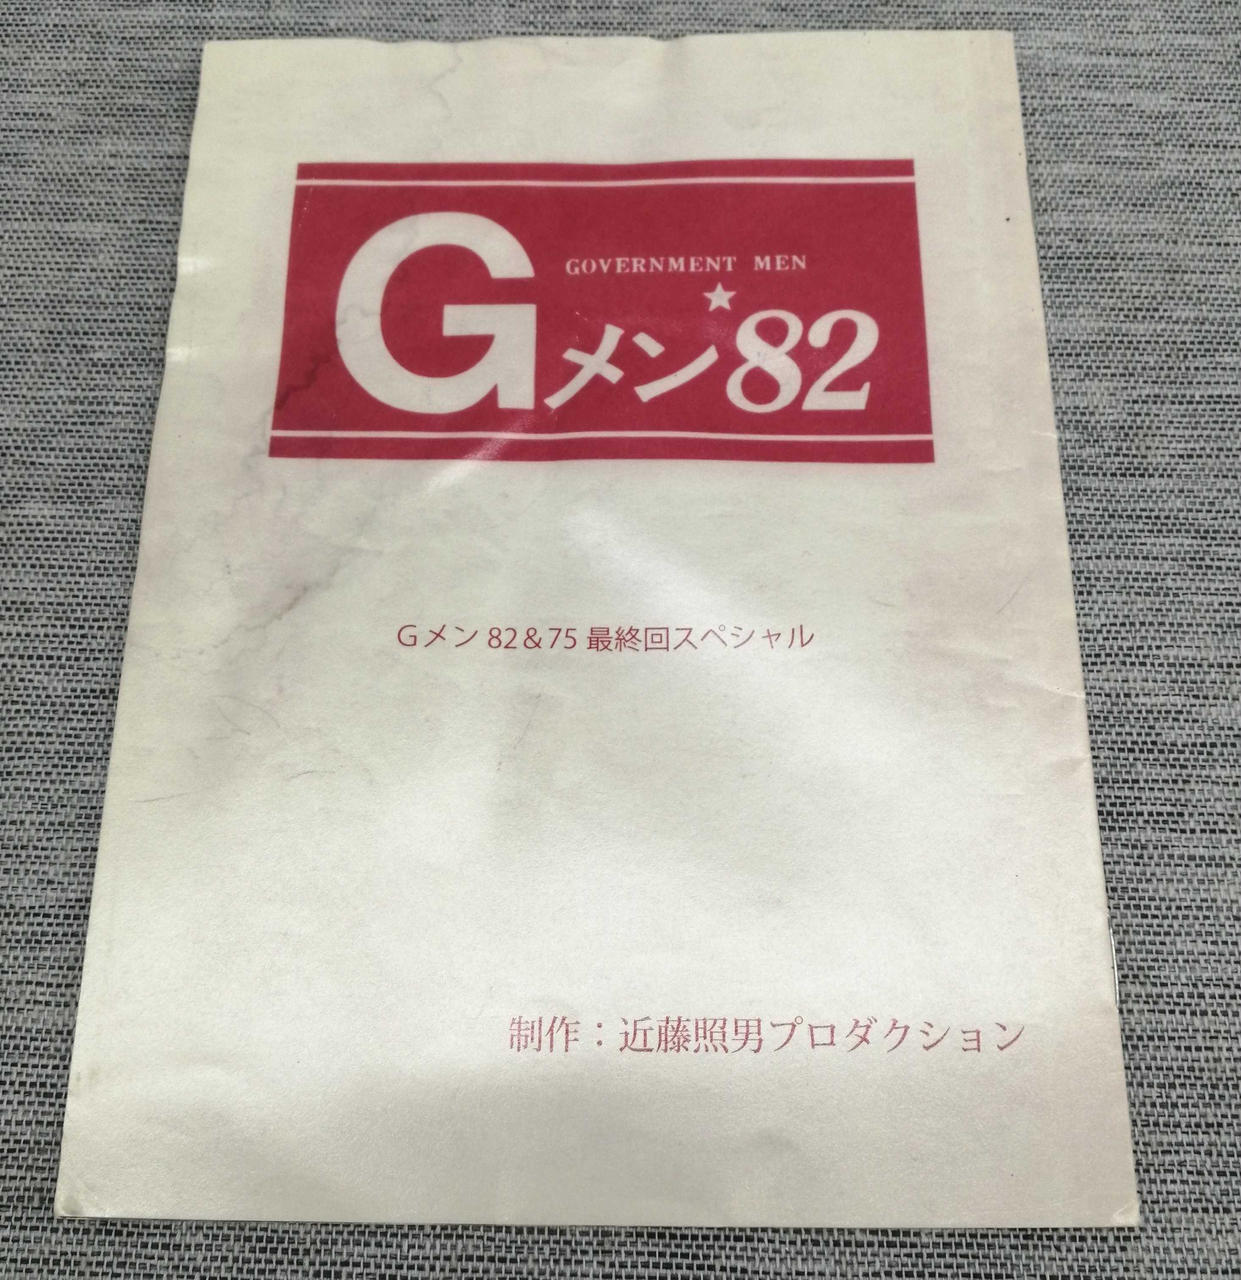 GOVERNMENT MEN
Gメン'82
Gメン 82&75 最終回スペシャル
制作：近藤照男プロダクション